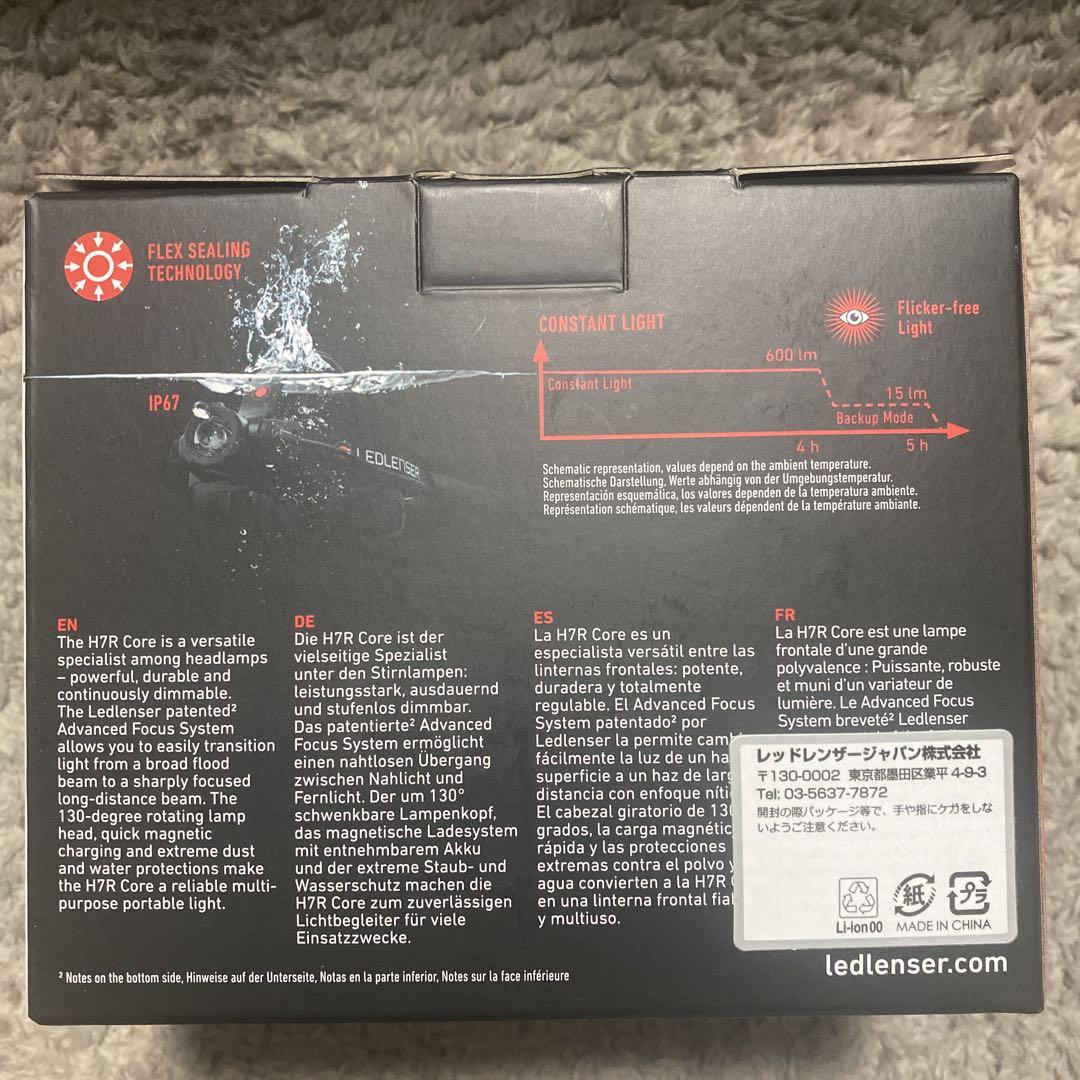 FLEX SEALING
TECHNOLOGY
IP67
LEDLENSER
CONSTANT LIGHT
Flicker-free
Light
600 lm
Constant Light
15 lm
Backup Mode
4 h
5 h
Schematic representation, values depend on the ambient temperature.
Schematische Darstellung, Werte abhängig von der Umgebungstemperatur.
Representación esquemática, los valores dependen de la temperatura ambiente.
Représentation schématique, les valeurs dépendent de la température ambiante.
EN
The H7R Core is a versatile
specialist among headlamps
– powerful, durable and
continuously dimmable.
The Ledlenser patented²
Advanced Focus System
allows you to easily transition
light from a broad flood
beam to a sharply focused
long-distance beam. The
130-degree rotating lamp
head, quick magnetic
charging and extreme dust
and water protections make
the H7R Core a reliable multi-
purpose portable light.
DE
Die H7R Core ist der
vielseitige Spezialist
unter den Stirnlampen:
leistungsstark, ausdauernd
und stufenlos dimmbar.
Das patentierte² Advanced
Focus System ermöglicht
einen nahtlosen Übergang
zwischen Nahlicht und
Fernlicht. Der um 130°
schwenkbare Lampenkopf,
das magnetische Ladesystem
mit entnehmbarem Akku
und der extreme Staub- und
Wasserschutz machen die
H7R Core zum zuverlässigen
Lichtbegleiter für viele
Einsatzzwecke.
ES
La H7R Core es un
especialista versátil entre las
linternas frontales: potente,
duradera y totalmente
regulable. El Advanced Focus
System patentado² por
Ledlenser la permite cambi
fácilmente la luz de un ha
superficie a un haz de larg
distancia con enfoque níti
El cabezal giratorio de 130
grados, la carga magnétic
rápida y las protecciones
extremas contra el polvo y
agua convierten a la H7R
en una linterna frontal fial
y multiuso.
FR
La H7R Core est une lampe
frontale d'une grande
polyvalence : Puissante, robuste
et muni d'un variateur de
lumière. Le Advanced Focus
System breveté² Ledlenser
レッドレンザージャパン株式会社
〒130-0002 東京都墨田区業平 4-9-3
Tel: 03-5637-7872
開封の際パッケージ等で、手や指にケガをしな
いようご注意ください。
紙
プラ
Li-ion 00
MADE IN CHINA
² Notes on the bottom side, Hinweise auf der Unterseite, Notas en la parte inferior, Notes sur la face inférieure
ledlenser.com